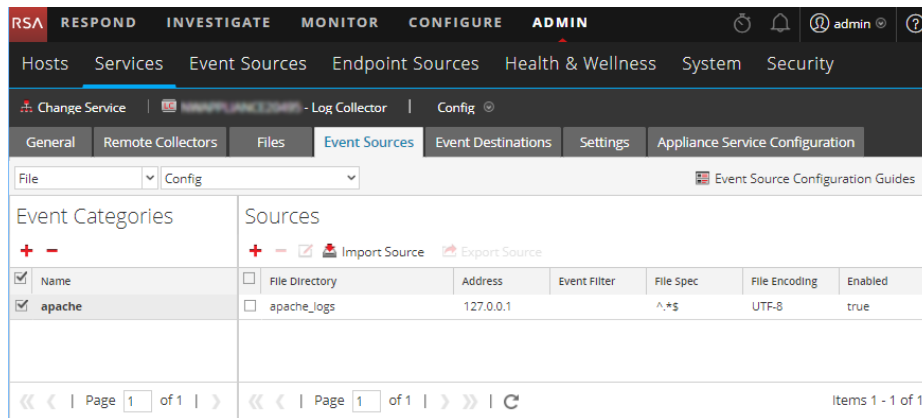 RSA RESPOND INVESTIGATE MONITOR CONFIGURE ADMIN admin
Hosts Services Event Sources Endpoint Sources Health & Wellness System Security
Change Service | LC - Log Collector | Config
General Remote Collectors Files Event Sources Event Destinations Settings Appliance Service Configuration
File Config Event Source Configuration Guides
Event Categories Sources
+ − + − Import Source Export Source
Name File Directory Address Event Filter File Spec File Encoding Enabled
apache apache_logs 127.0.0.1 ^.*$ UTF-8 true
Page 1 of 1 | Page 1 of 1 | Items 1 - 1 of 1